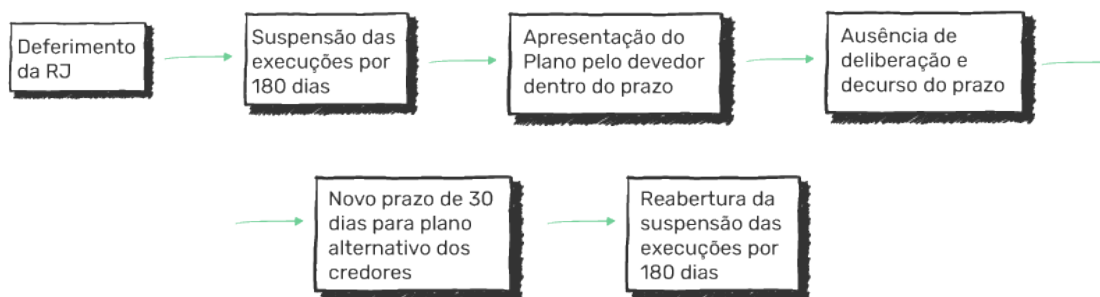 Deferimento
da RJ
Suspensão das
execuções por
180 dias
Apresentação do
Plano pelo devedor
dentro do prazo
Ausência de
deliberação e
decurso do prazo
Novo prazo de 30
dias para plano
alternativo dos
credores
Reabertura da
suspensão das
execuções por
180 dias